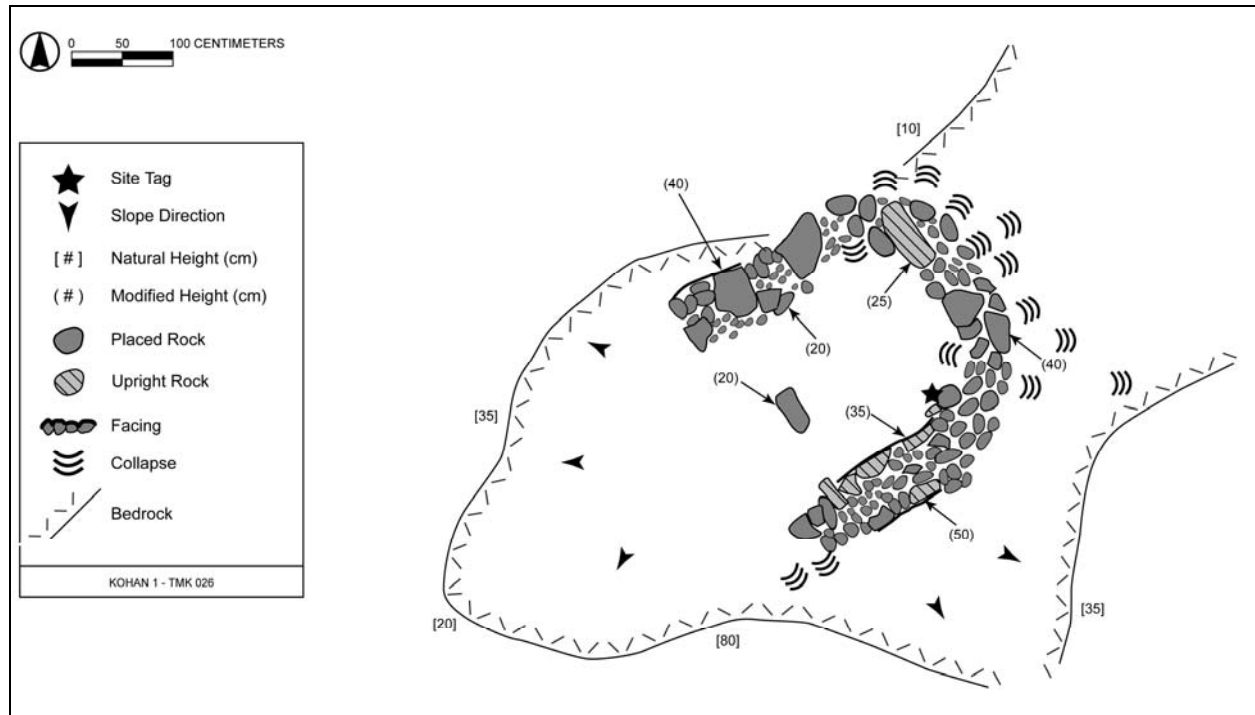 0 50 100 CENTIMETERS
Site Tag
Slope Direction
[ # ] Natural Height (cm)
( # ) Modified Height (cm)
Placed Rock
Upright Rock
Facing
Collapse
Bedrock
KOHAN 1 - TMK 026
[10]
(40)
(25)
(20)
(40)
(20)
[35]
(35)
(50)
[35]
[20]
[80]